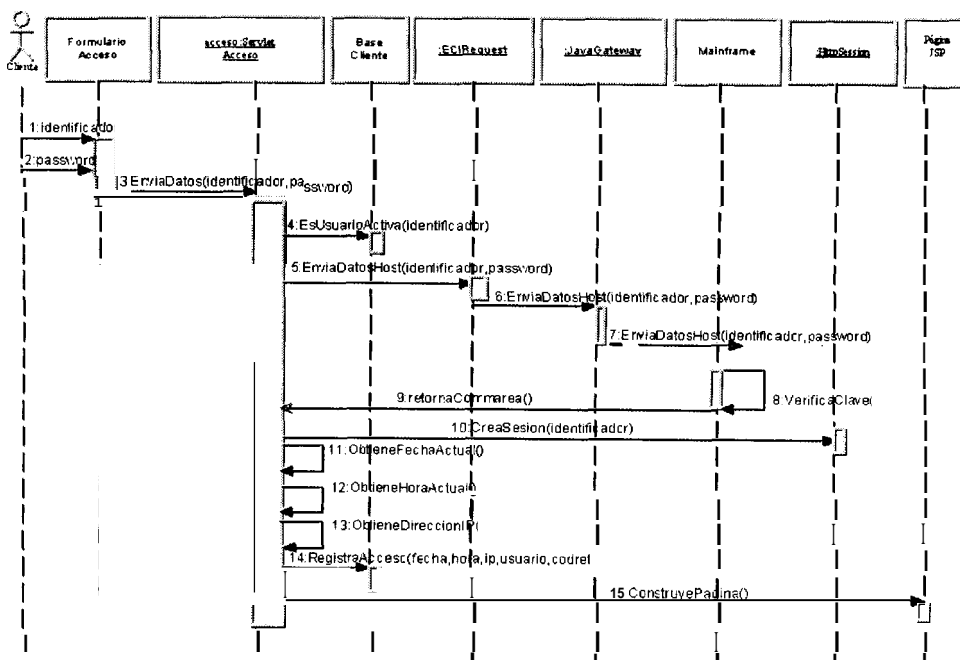 Cliente
Formulario
Acceso
acceso:Servlet
Acceso
Base
Cliente
:ECIRequest
:JavaGateway
Mainframe
:HttpSession
Página
JSP
1:identificado
2:password
3:EnviaDatos(identificador,password)
4:EsUsuarioActiva(identificador)
5:EnviaDatosHost(identificador,password)
6:EnviaDatosHost(identificador,password)
7:EnviaDatosHost(identificador,password)
8:VerificaClave(
9:retornaCommarea()
10:CreaSesion(identificador)
11:ObtieneFechaActual()
12:ObtieneHoraActual()
13:ObtieneDireccionIP(
14:RegistraAcceso(fecha,hora,ip,usuario,codret
15:ConstruyePagina()